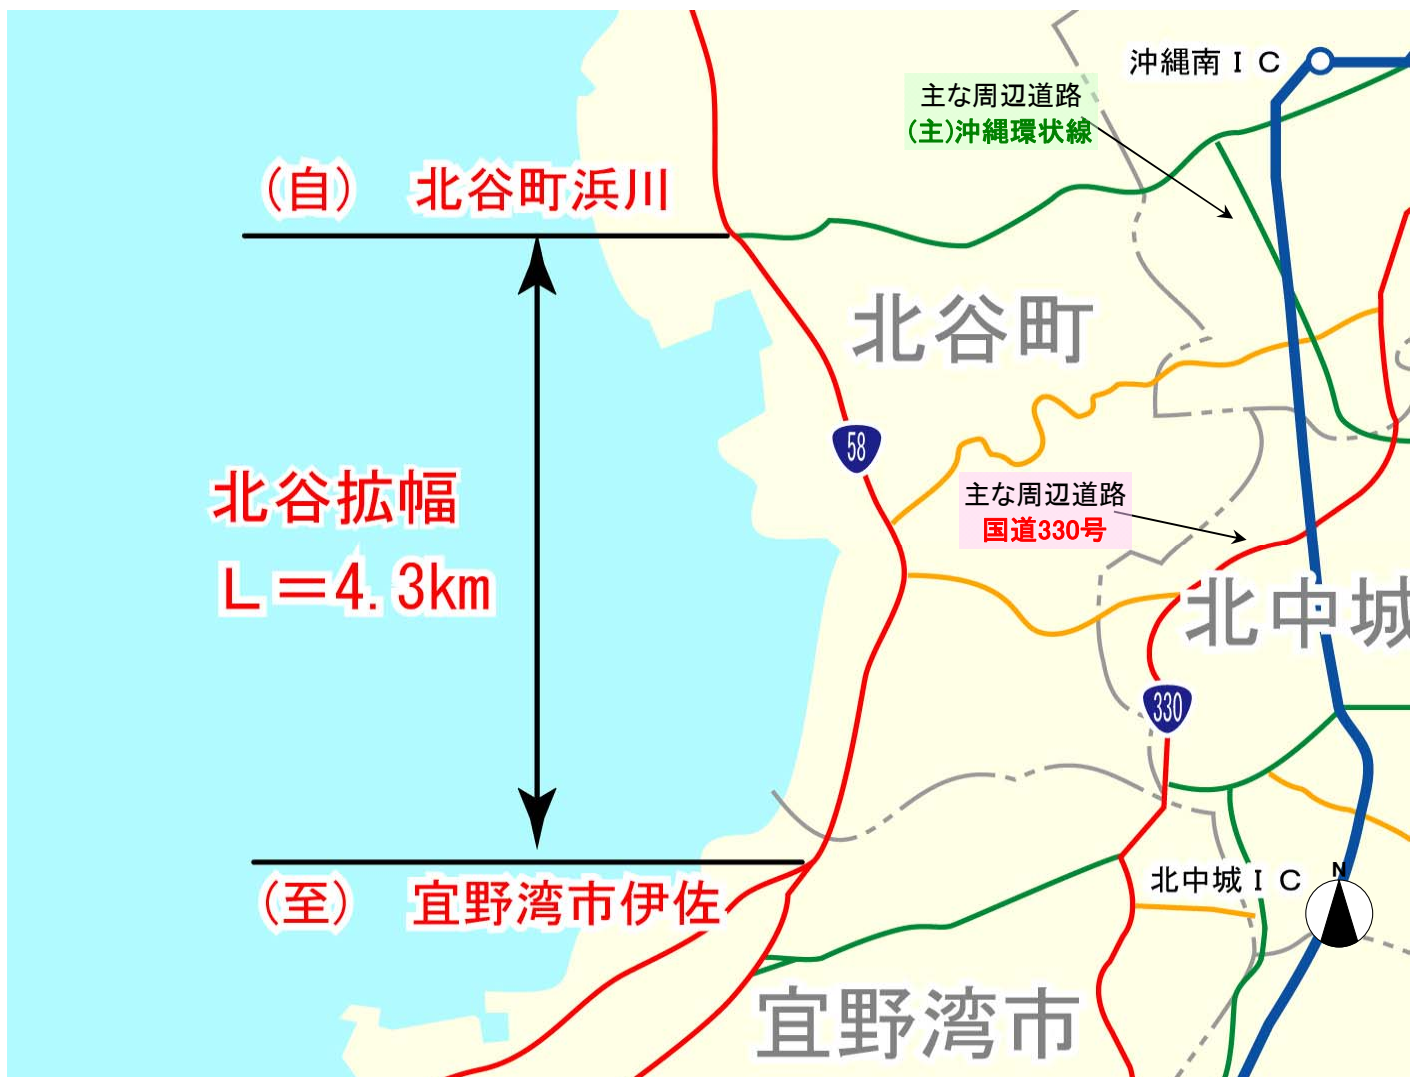 沖縄南ＩＣ
主な周辺道路
(主)沖縄環状線
(自)　北谷町浜川
北谷町
58
北谷拡幅
Ｌ＝4.3km
主な周辺道路
国道330号
北中城
330
北中城ＩＣ
N
(至)　宜野湾市伊佐
宜野湾市